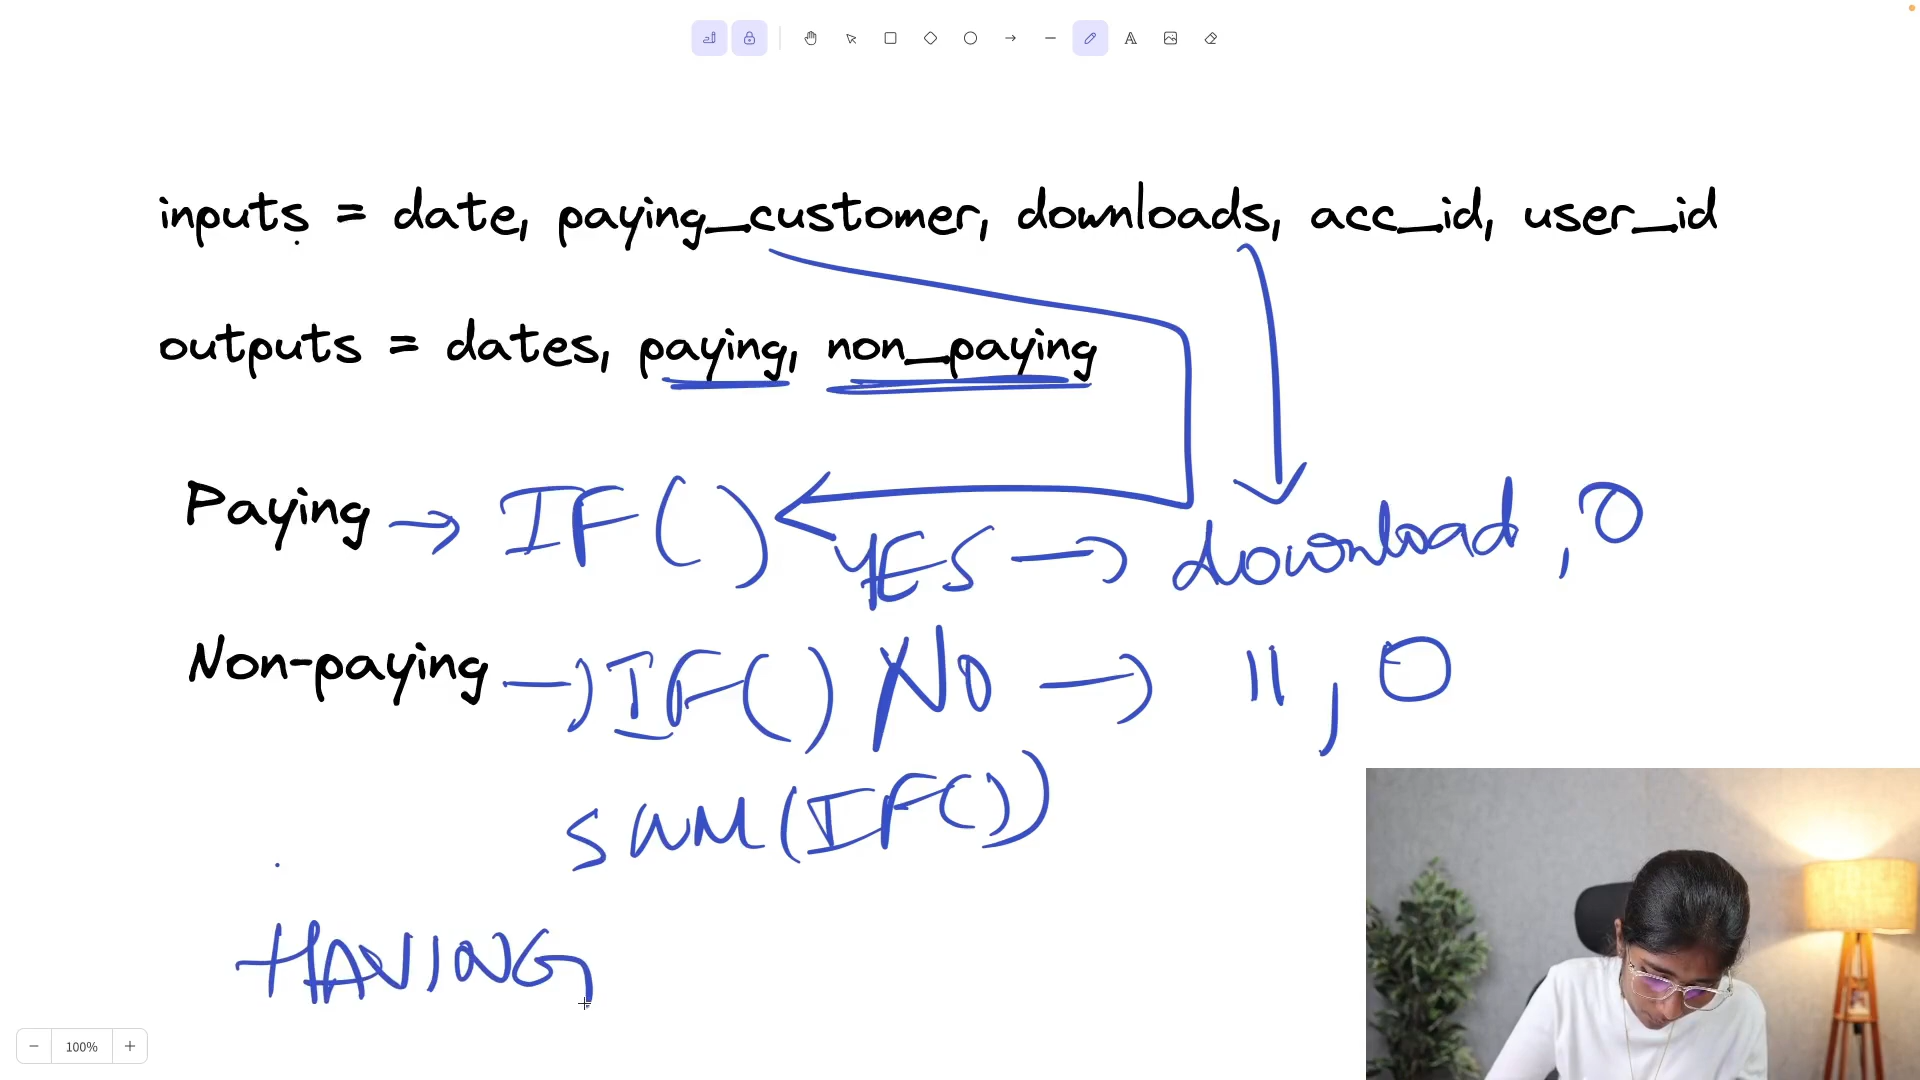 inputs = date, paying_customer, downloads, acc_id, user_id
outputs = dates, paying, non_paying
Paying → IF() YES → download, 0
Non-paying → IF() NO → 11, 0
SUM(IF())
HAVING
100%